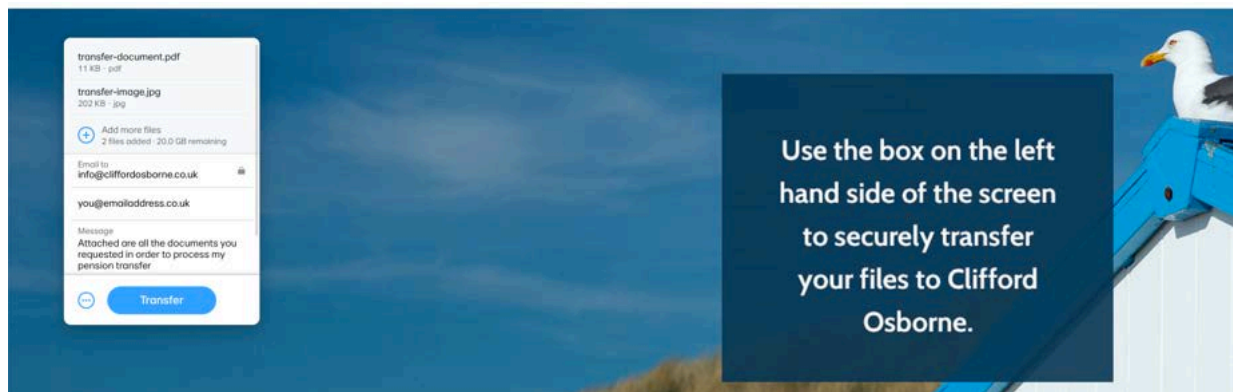 transfer-document.pdf
11 KB · pdf
transfer-image.jpg
202 KB · jpg
Add more files
2 files added · 20.0 GB remaining
Email to
info@cliffordosborne.co.uk
you@emailaddress.co.uk
Message
Attached are all the documents you
requested in order to process my
pension transfer
Transfer
Use the box on the left
hand side of the screen
to securely transfer
your files to Clifford
Osborne.